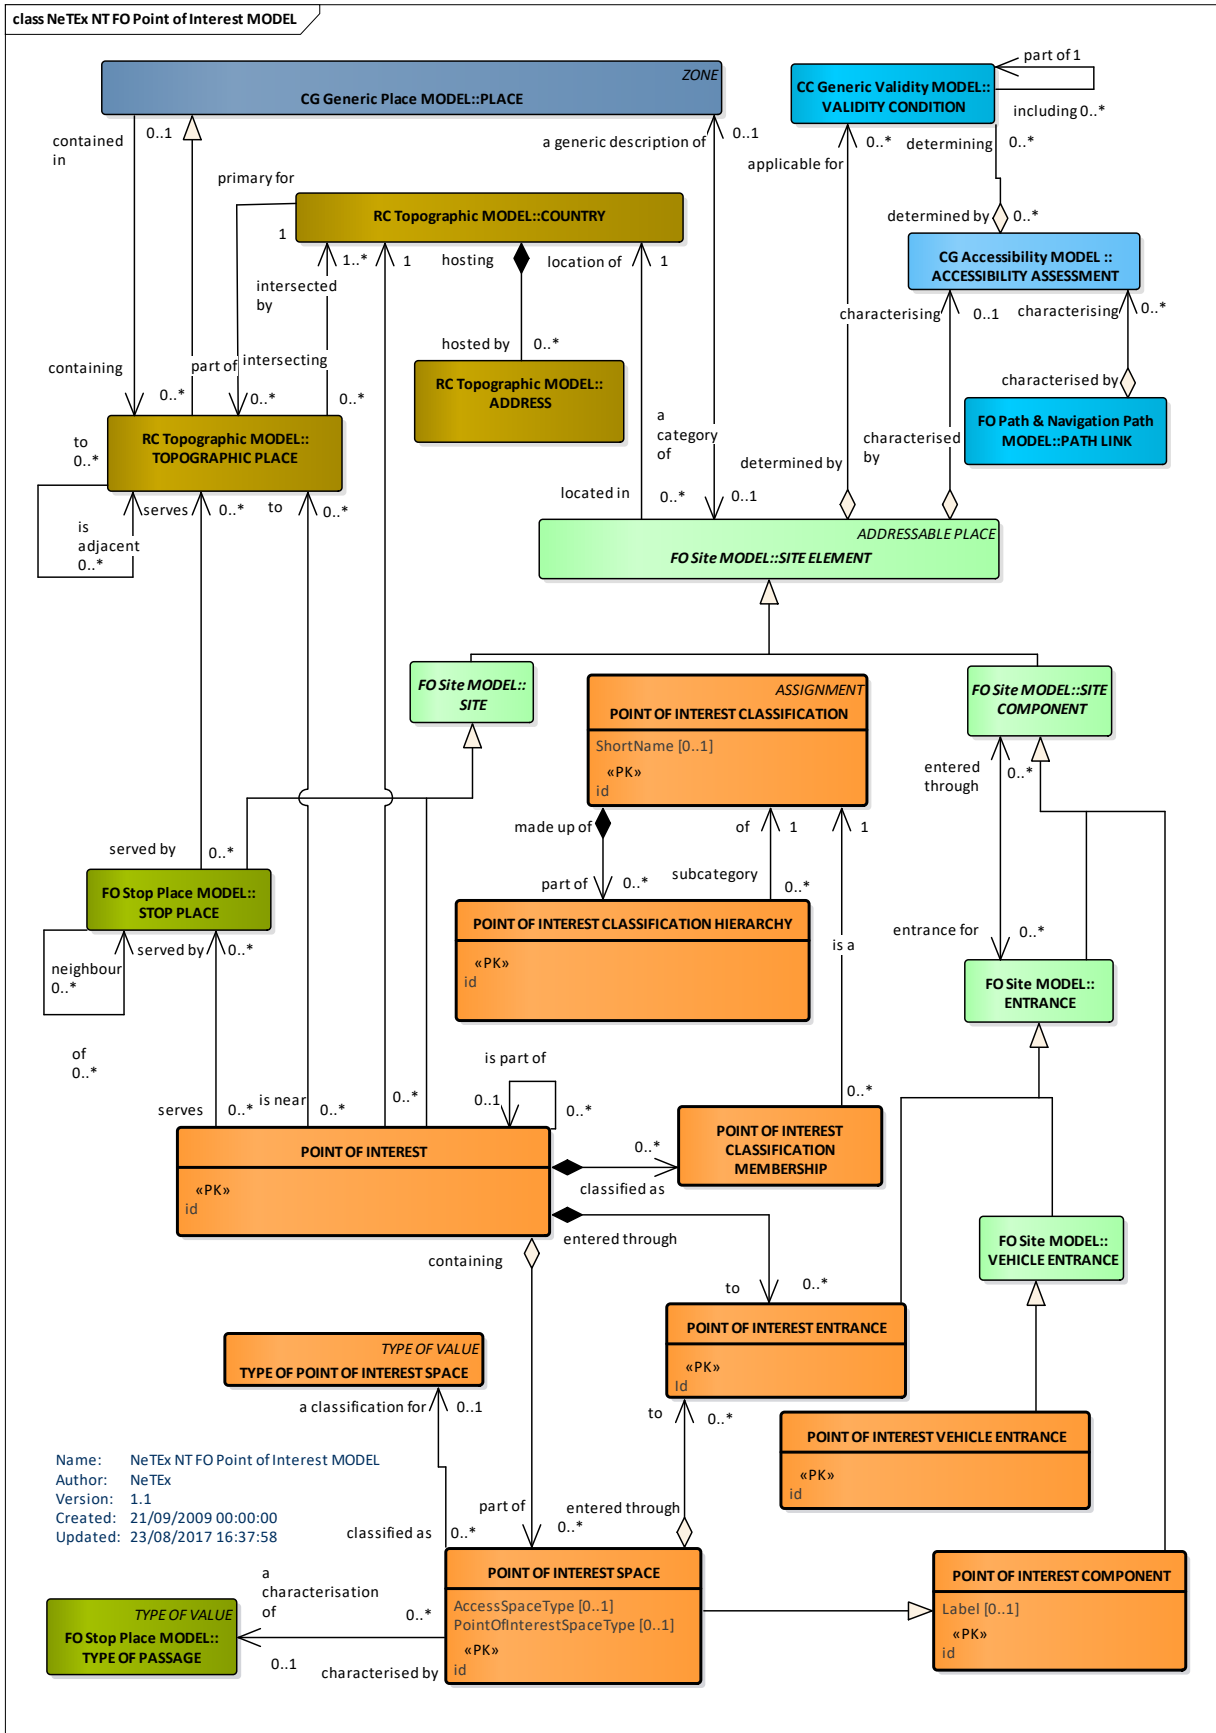 class NeTEx NT FO Point of Interest MODEL
ZONE
CG Generic Place MODEL::PLACE
CC Generic Validity MODEL::
VALIDITY CONDITION
part of 1
including 0..*
contained
in
0..1
a generic description of
0..1
applicable for
0..*
determining
0..*
primary for
1
RC Topographic MODEL::COUNTRY
determined by
0..*
CG Accessibility MODEL ::
ACCESSIBILITY ASSESSMENT
1..*
1
hosting
location of
1
intersected
by
characterising
0..1
characterising
0..*
containing
0..*
part of
0..*
intersecting
0..*
hosted by
0..*
RC Topographic MODEL::
ADDRESS
characterised by
FO Path & Navigation Path
MODEL::PATH LINK
RC Topographic MODEL::
TOPOGRAPHIC PLACE
to
0..*
a
category
of
determined by
characterised
by
is
adjacent
0..*
serves
0..*
to
0..*
located in
0..*
0..1
ADDRESSABLE PLACE
FO Site MODEL::SITE ELEMENT
FO Site MODEL::
SITE
ASSIGNMENT
POINT OF INTEREST CLASSIFICATION
ShortName [0..1]
«PK»
id
FO Site MODEL::SITE
COMPONENT
entered
through
0..*
made up of
of
1
1
served by
0..*
part of
0..*
subcategory
0..*
FO Stop Place MODEL::
STOP PLACE
POINT OF INTEREST CLASSIFICATION HIERARCHY
«PK»
id
entrance for
0..*
is a
served by
0..*
neighbour
0..*
FO Site MODEL::
ENTRANCE
of
0..*
is part of
0..1
0..*
serves
0..*
is near
0..*
0..*
0..*
POINT OF INTEREST
«PK»
id
0..*
classified as
POINT OF INTEREST
CLASSIFICATION
MEMBERSHIP
entered through
containing
FO Site MODEL::
VEHICLE ENTRANCE
to
0..*
POINT OF INTEREST ENTRANCE
«PK»
Id
TYPE OF VALUE
TYPE OF POINT OF INTEREST SPACE
a classification for
0..1
to
0..*
POINT OF INTEREST VEHICLE ENTRANCE
«PK»
id
Name: NeTEx NT FO Point of Interest MODEL
Author: NeTEx
Version: 1.1
Created: 21/09/2009 00:00:00
Updated: 23/08/2017 16:37:58
part of
0..*
entered through
classified as
0..*
POINT OF INTEREST SPACE
AccessSpaceType [0..1]
PointOfInterestSpaceType [0..1]
«PK»
id
POINT OF INTEREST COMPONENT
Label [0..1]
«PK»
id
a
characterisation
of
0..*
TYPE OF VALUE
FO Stop Place MODEL::
TYPE OF PASSAGE
0..1
characterised by